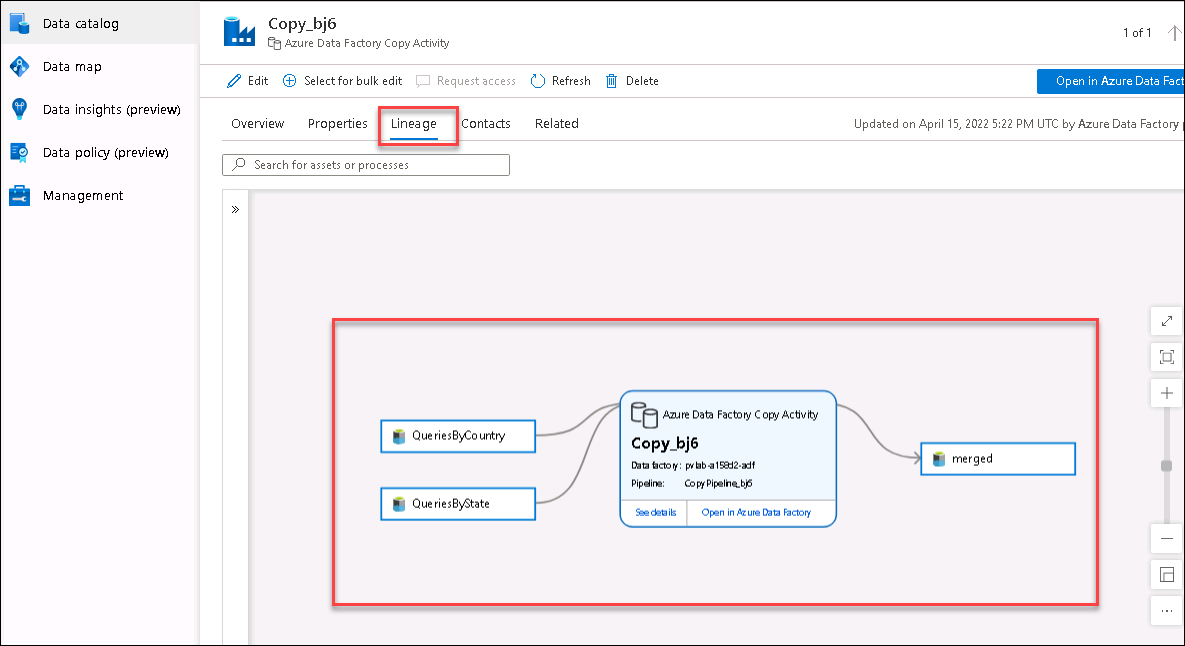 Data catalog
Data map
Data insights (preview)
Data policy (preview)
Management
Copy_bj6
Azure Data Factory Copy Activity
1 of 1
Edit
Select for bulk edit
Request access
Refresh
Delete
Open in Azure Data Fact
Overview
Properties
Lineage
Contacts
Related
Updated on April 15, 2022 5:22 PM UTC by Azure Data Factory
Search for assets or processes
QueriesByCountry
QueriesByState
Azure Data Factory Copy Activity
Copy_bj6
Data factory: pvlab-a158d2-adf
Pipeline: CopyPipeline_bj6
See details
Open in Azure Data Factory
merged